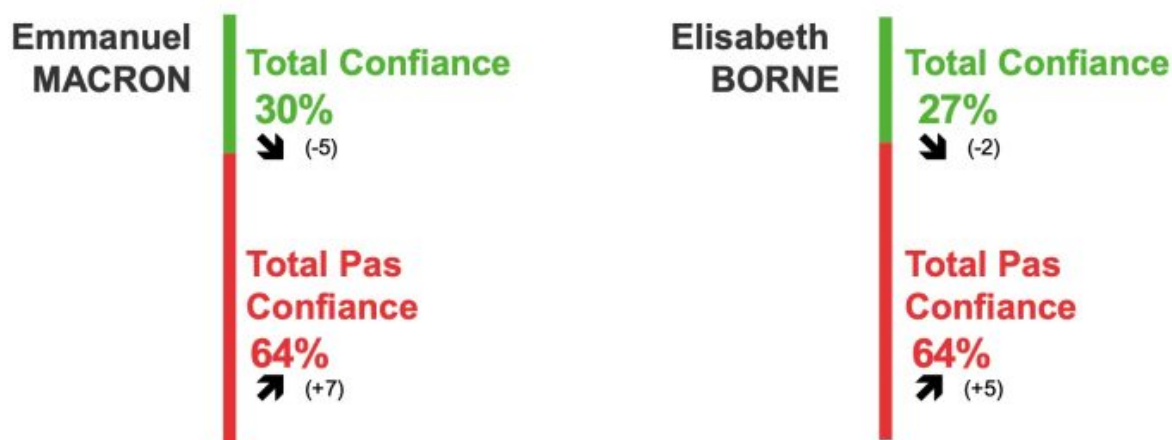 Emmanuel
MACRON
Total Confiance
30%
(-5)
Total Pas
Confiance
64%
(+7)
Elisabeth
BORNE
Total Confiance
27%
(-2)
Total Pas
Confiance
64%
(+5)